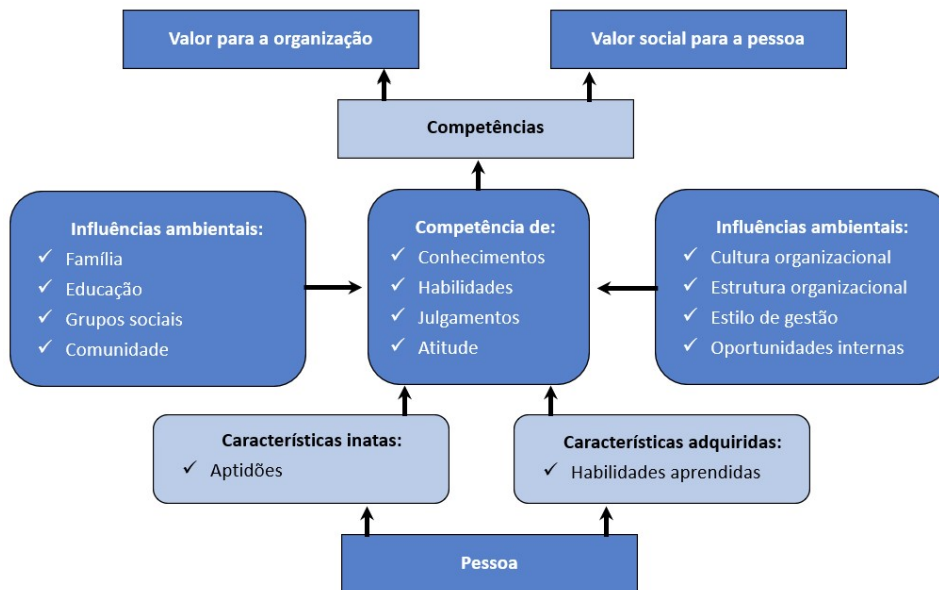 Valor para a organização
Valor social para a pessoa
Competências
Influências ambientais:
✓ Família
✓ Educação
✓ Grupos sociais
✓ Comunidade
Competência de:
✓ Conhecimentos
✓ Habilidades
✓ Julgamentos
✓ Atitude
Influências ambientais:
✓ Cultura organizacional
✓ Estrutura organizacional
✓ Estilo de gestão
✓ Oportunidades internas
Características inatas:
✓ Aptidões
Características adquiridas:
✓ Habilidades aprendidas
Pessoa